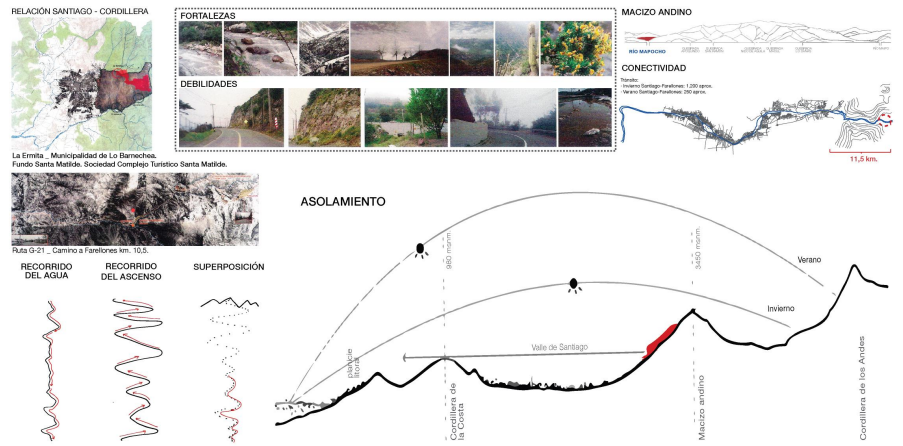 RELACIÓN SANTIAGO - CORDILLERA
La Ermita _ Municipalidad de Lo Barnechea.
Fundo Santa Matilde. Sociedad Complejo Turístico Santa Matilde.
Ruta G-21 _ Camino a Farellones km. 10,5.
FORTALEZAS
DEBILIDADES
MACIZO ANDINO
RÍO MAPOCHO
CONECTIVIDAD
Tránsito:
· Invierno Santiago-Farellones: 1.200 aprox.
· Verano Santiago-Farellones: 250 aprox.
11,5 km.
RECORRIDO
DEL AGUA
RECORRIDO
DEL ASCENSO
SUPERPOSICIÓN
ASOLAMIENTO
980 msnm.
3450 msnm.
Verano
Invierno
Valle de Santiago
planicie
litoral
Cordillera de
la Costa
Macizo andino
Cordillera de los Andes